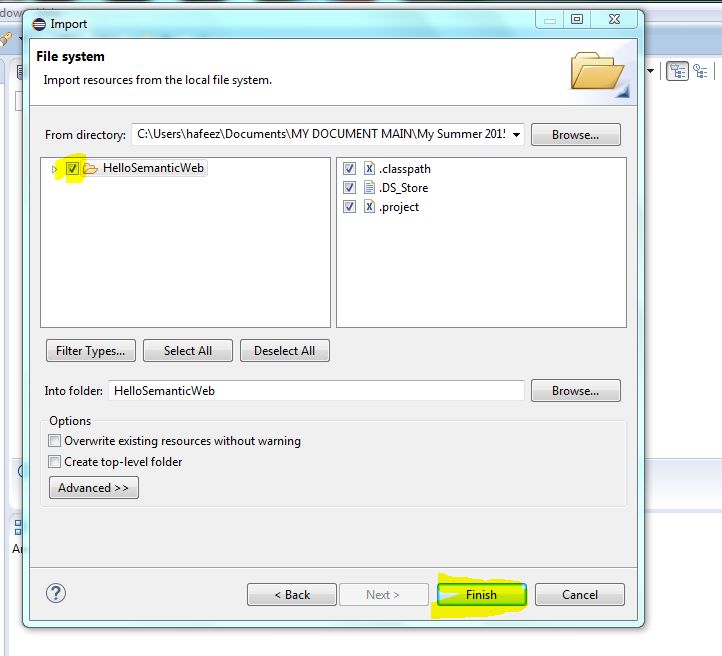 Import
File system
Import resources from the local file system.
From directory: C:\Users\hafeez\Documents\MY DOCUMENT MAIN\My Summer 2015 Browse...
HelloSemanticWeb
.classpath
.DS_Store
.project
Filter Types... Select All Deselect All
Into folder: HelloSemanticWeb Browse...
Options
Overwrite existing resources without warning
Create top-level folder
Advanced >>
? < Back Next > Finish Cancel